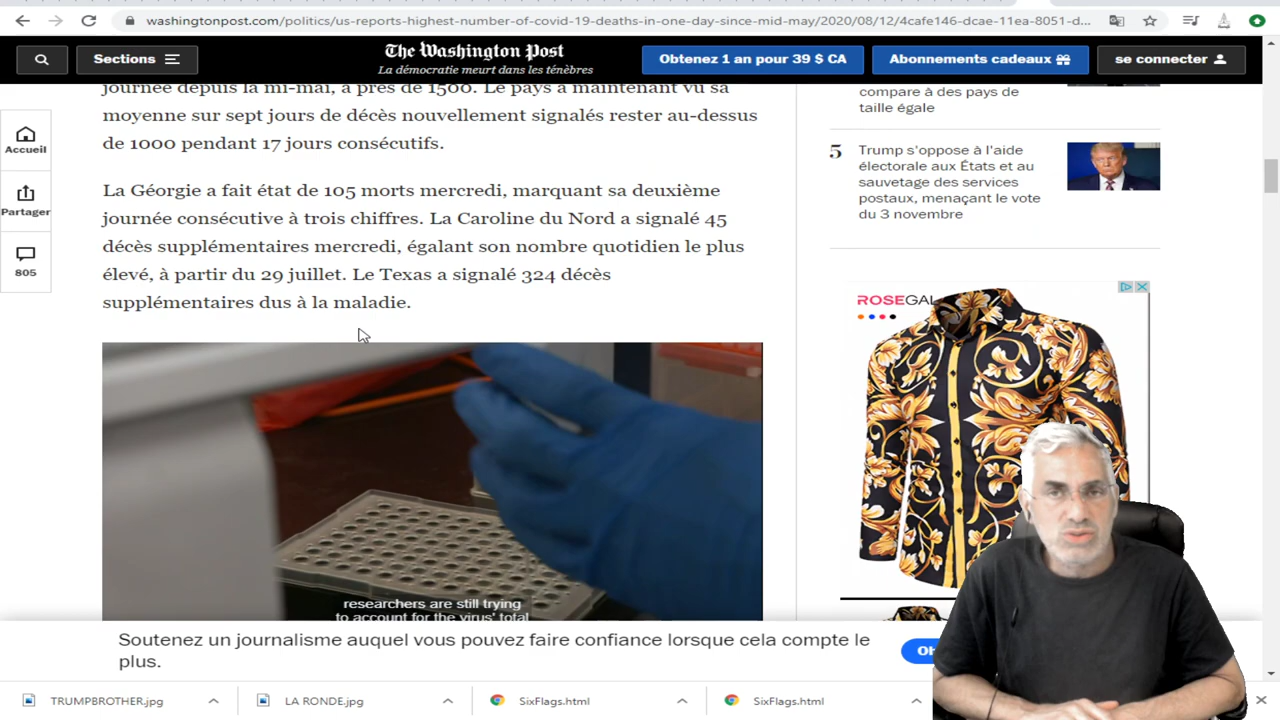 washingtonpost.com/politics/us-reports-highest-number-of-covid-19-deaths-in-one-day-since-mid-may/2020/08/12/4cafe146-dcae-11ea-8051-d...
Sections
The Washington Post
La démocratie meurt dans les ténèbres
Obtenez 1 an pour 39 $ CA
Abonnements cadeaux
se connecter
Accueil
Partager
805
journée depuis la mi-mai, à près de 1500. Le pays a maintenant vu sa
moyenne sur sept jours de décès nouvellement signalés rester au-dessus
de 1000 pendant 17 jours consécutifs.
La Géorgie a fait état de 105 morts mercredi, marquant sa deuxième
journée consécutive à trois chiffres. La Caroline du Nord a signalé 45
décès supplémentaires mercredi, égalant son nombre quotidien le plus
élevé, à partir du 29 juillet. Le Texas a signalé 324 décès
supplémentaires dus à la maladie.
researchers are still trying
to account for the virus' total
compare à des pays de
taille égale
5
Trump s'oppose à l'aide
électorale aux États et au
sauvetage des services
postaux, menaçant le vote
du 3 novembre
ROSEGAL
Soutenez un journalisme auquel vous pouvez faire confiance lorsque cela compte le
plus.
TRUMPBROTHER.jpg
LA RONDE.jpg
SixFlags.html
SixFlags.html